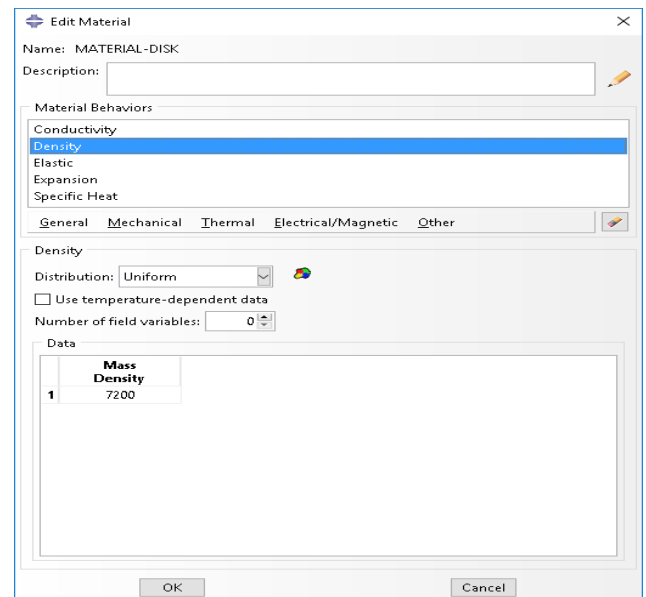 Edit Material
Name: MATERIAL-DISK
Description:
Material Behaviors
Conductivity
Density
Elastic
Expansion
Specific Heat
General Mechanical Thermal Electrical/Magnetic Other
Density
Distribution: Uniform
Use temperature-dependent data
Number of field variables: 0
Data
Mass
Density
1 7200
OK Cancel